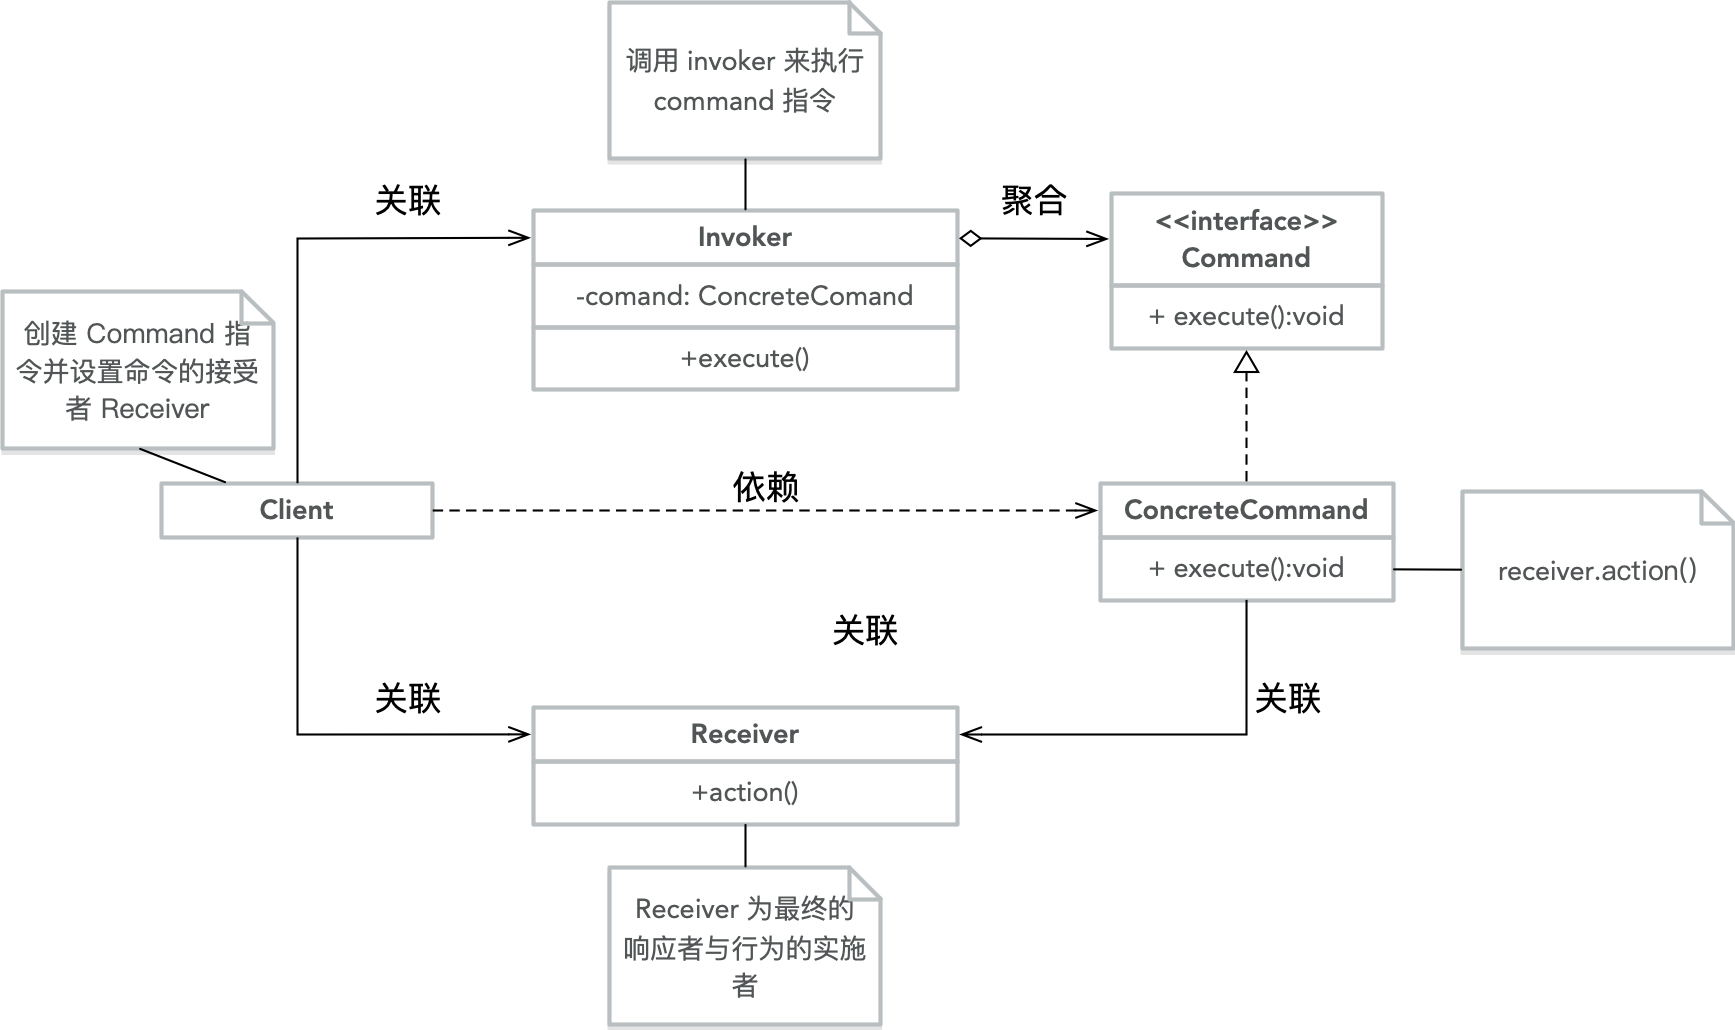 调用 invoker 来执行
command 指令
关联
聚合
Invoker
-comand: ConcreteComand
+execute()
<<interface>>
Command
+ execute():void
创建 Command 指
令并设置命令的接受
者 Receiver
Client
依赖
ConcreteCommand
+ execute():void
receiver.action()
关联
关联
关联
Receiver
+action()
Receiver 为最终的
响应者与行为的实施
者